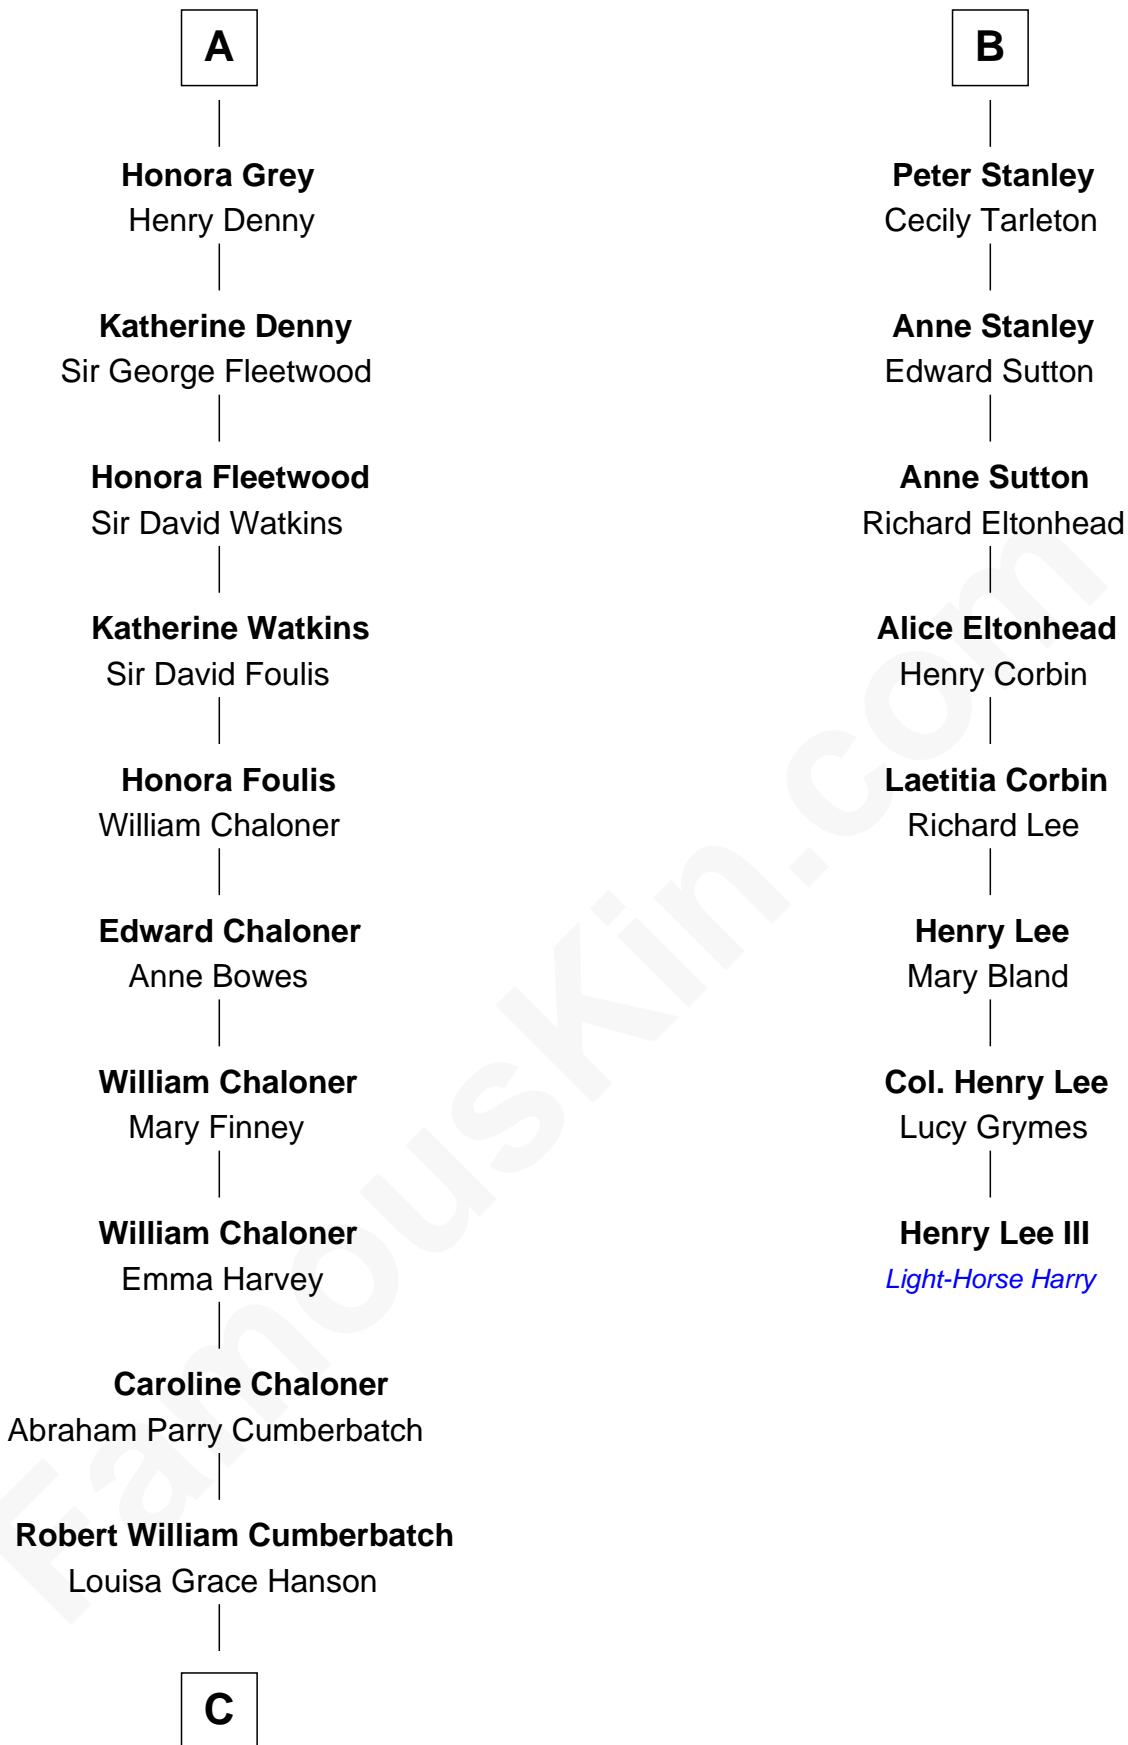 A
Honora Grey
Henry Denny
Katherine Denny
Sir George Fleetwood
Honora Fleetwood
Sir David Watkins
Katherine Watkins
Sir David Foulis
Honora Foulis
William Chaloner
Edward Chaloner
Anne Bowes
William Chaloner
Mary Finney
William Chaloner
Emma Harvey
Caroline Chaloner
Abraham Parry Cumberbatch
Robert William Cumberbatch
Louisa Grace Hanson
C
B
Peter Stanley
Cecily Tarleton
Anne Stanley
Edward Sutton
Anne Sutton
Richard Eltonhead
Alice Eltonhead
Henry Corbin
Laetitia Corbin
Richard Lee
Henry Lee
Mary Bland
Col. Henry Lee
Lucy Grymes
Henry Lee III
Light-Horse Harry
FamousKin.com